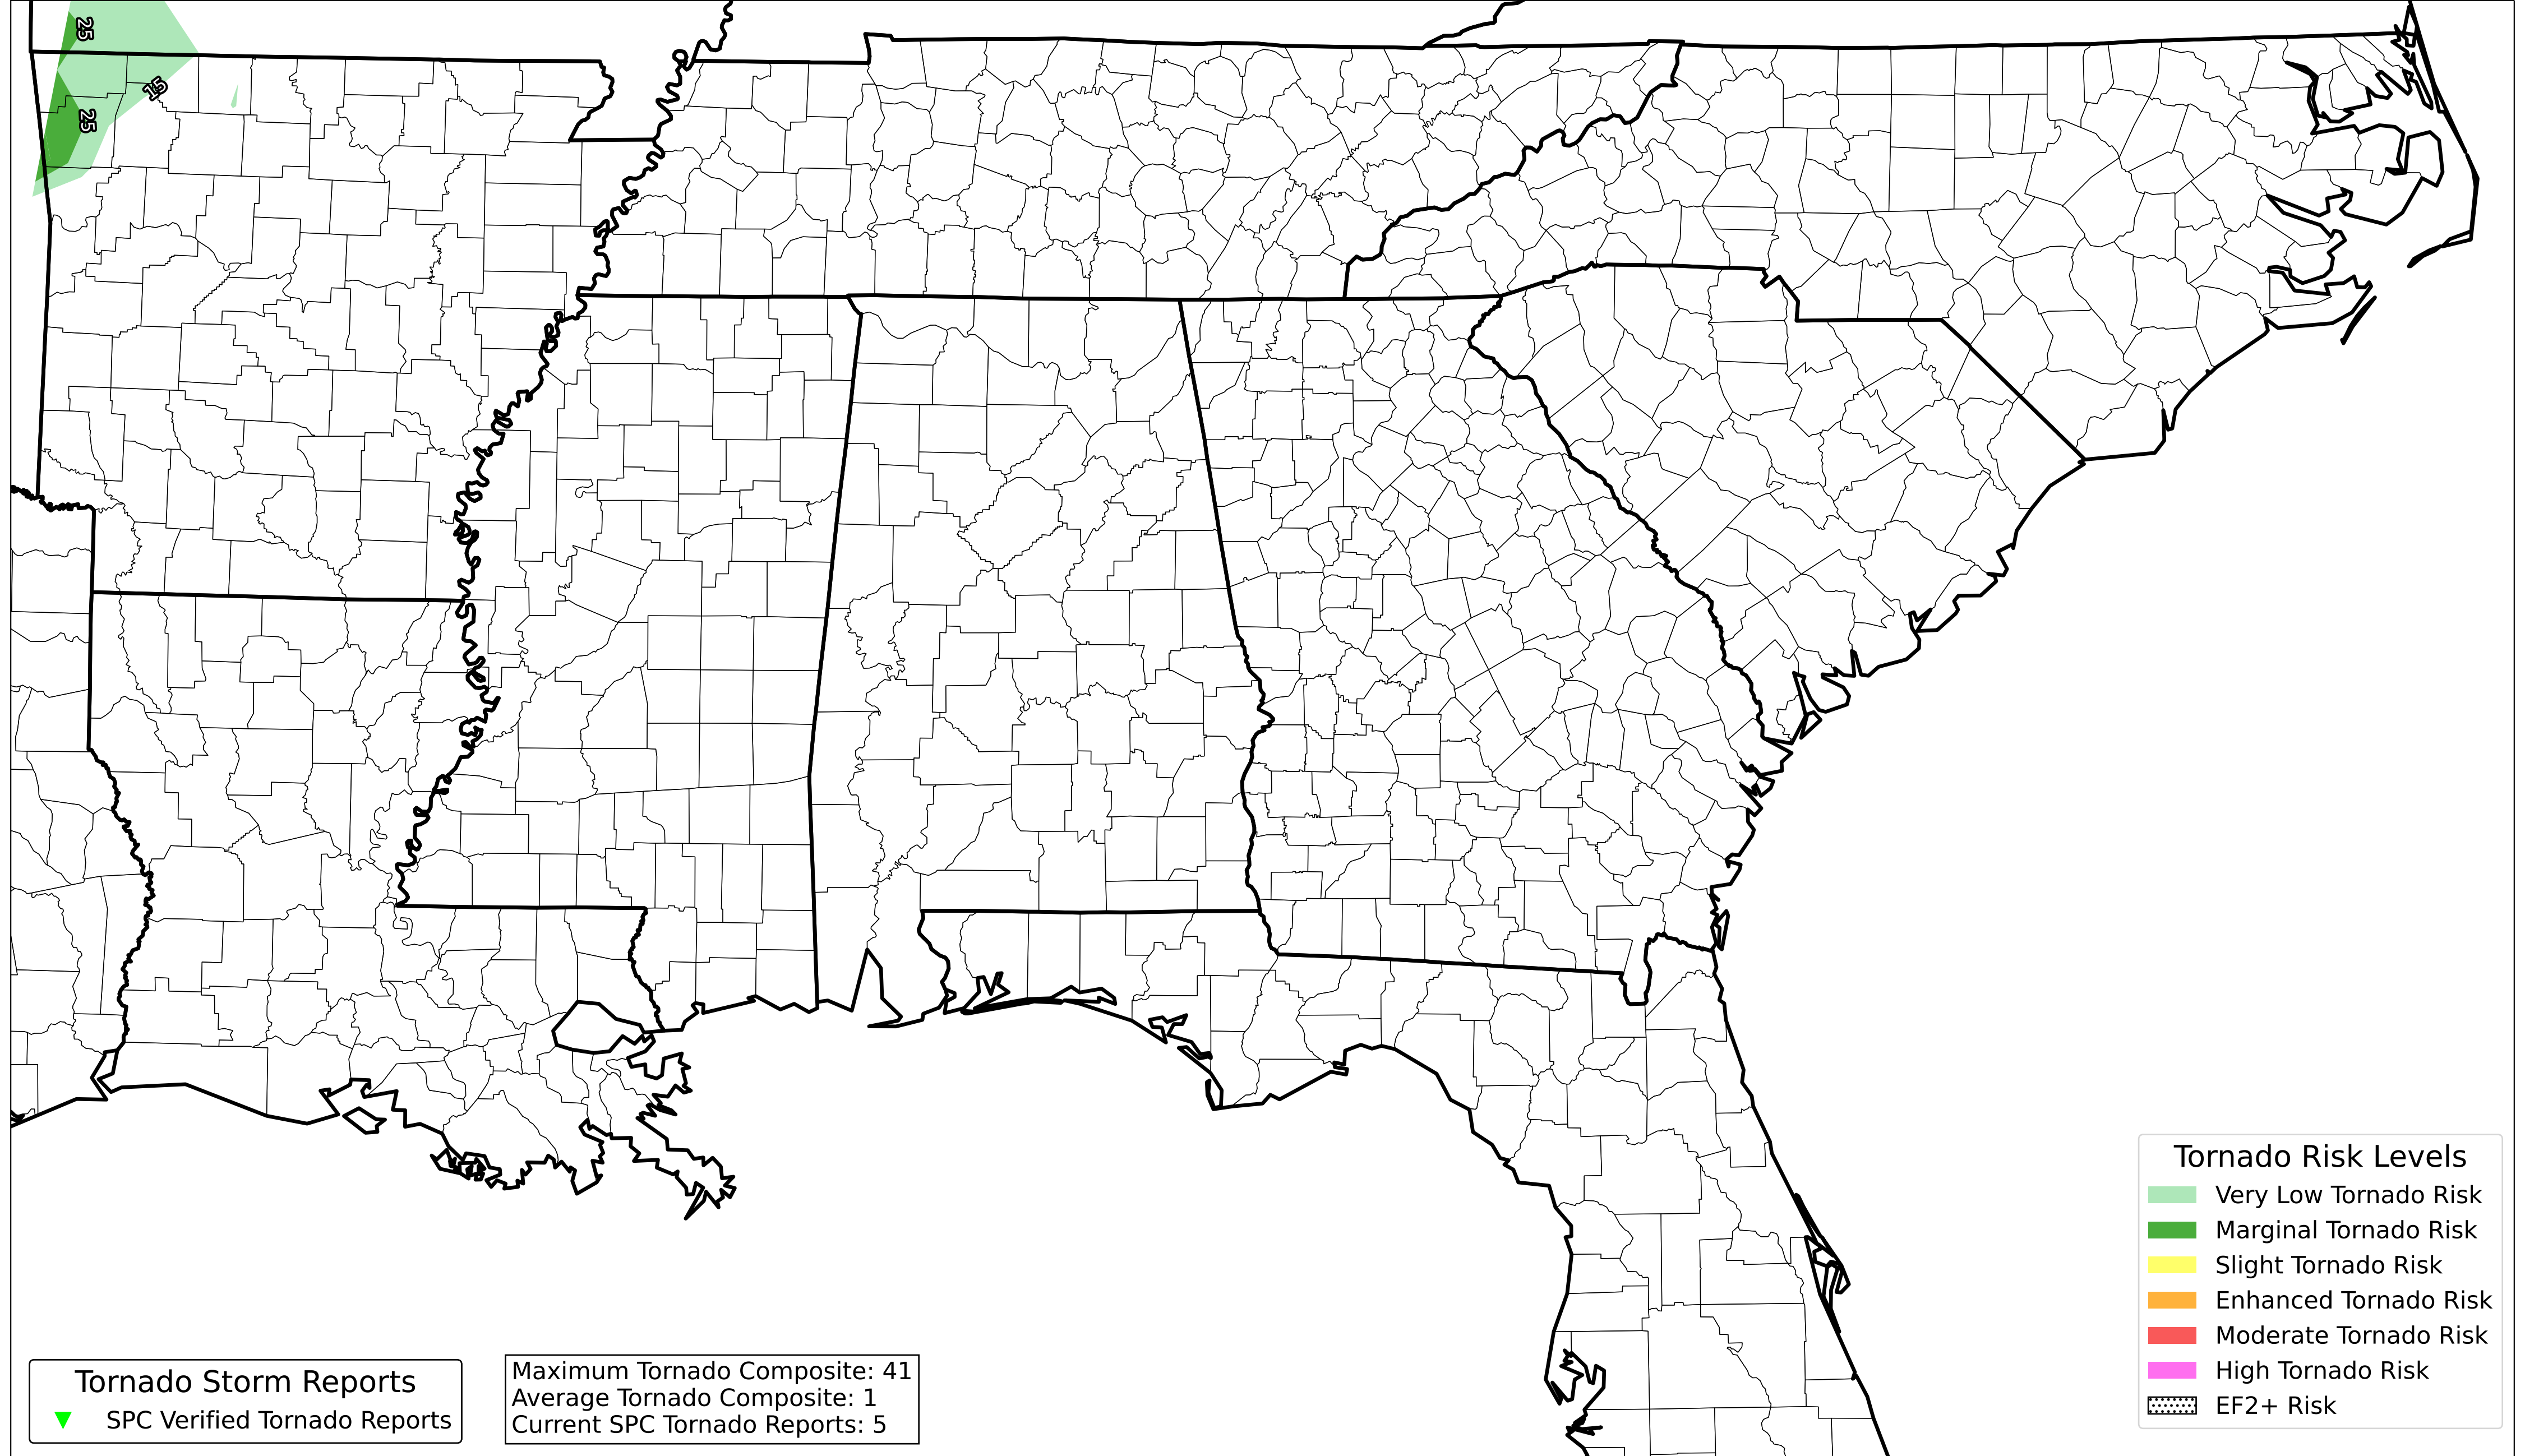 25
15
25
Tornado Risk Levels
Very Low Tornado Risk
Marginal Tornado Risk
Slight Tornado Risk
Enhanced Tornado Risk
Moderate Tornado Risk
High Tornado Risk
EF2+ Risk
Tornado Storm Reports
SPC Verified Tornado Reports
Maximum Tornado Composite: 41
Average Tornado Composite: 1
Current SPC Tornado Reports: 5